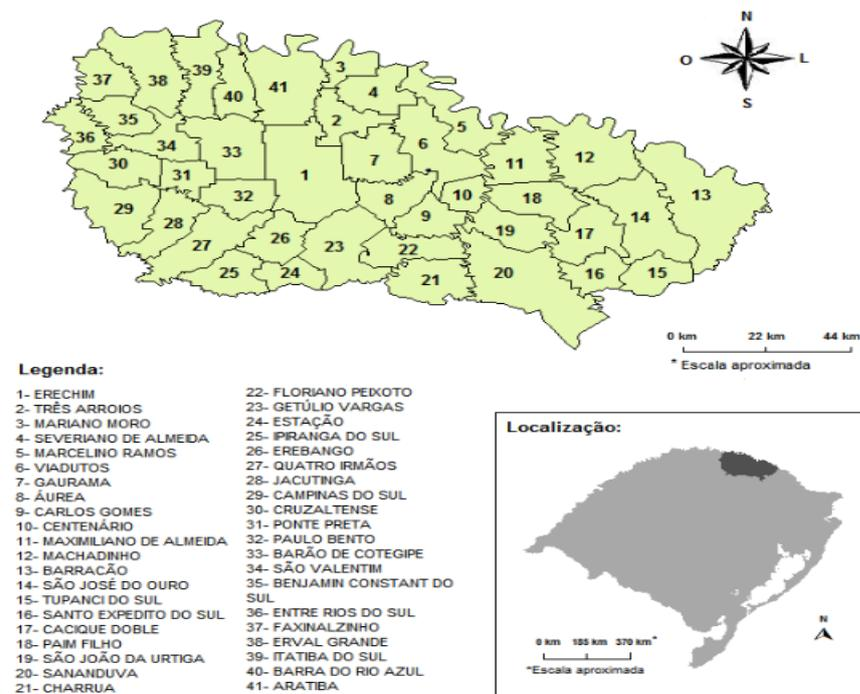 N
O L
S
37 38 39 40 41 3 4
35 2 5
36 34 33 6
30 31 1 7 11 12
32 8 10 18 13
29 28 9 14
27 26 23 22 19 17
25 24 21 20 16 15
0 km 22 km 44 km
* Escala aproximada
Legenda:
1- ERECHIM
2- TRÊS ARROIOS
3- MARIANO MORO
4- SEVERIANO DE ALMEIDA
5- MARCELINO RAMOS
6- VIADUTOS
7- GAURAMA
8- ÁUREA
9- CARLOS GOMES
10- CENTENÁRIO
11- MAXIMILIANO DE ALMEIDA
12- MACHADINHO
13- BARRACÃO
14- SÃO JOSÉ DO OURO
15- TUPANCI DO SUL
16- SANTO EXPEDITO DO SUL
17- CACIQUE DOBLE
18- PAIM FILHO
19- SÃO JOÃO DA URTIGA
20- SANANDUVA
21- CHARRUA
22- FLORIANO PEIXOTO
23- GETÚLIO VARGAS
24- ESTAÇÃO
25- IPIRANGA DO SUL
26- EREBANGO
27- QUATRO IRMÃOS
28- JACUTINGA
29- CAMPINAS DO SUL
30- CRUZALTENSE
31- PONTE PRETA
32- PAULO BENTO
33- BARÃO DE COTEGIPE
34- SÃO VALENTIM
35- BENJAMIN CONSTANT DO
SUL
36- ENTRE RIOS DO SUL
37- FAXINALZINHO
38- ERVAL GRANDE
39- ITATIBA DO SUL
40- BARRA DO RIO AZUL
41- ARATIBA
Localização:
N
0 km 185 km 370 km*
*Escala aproximada